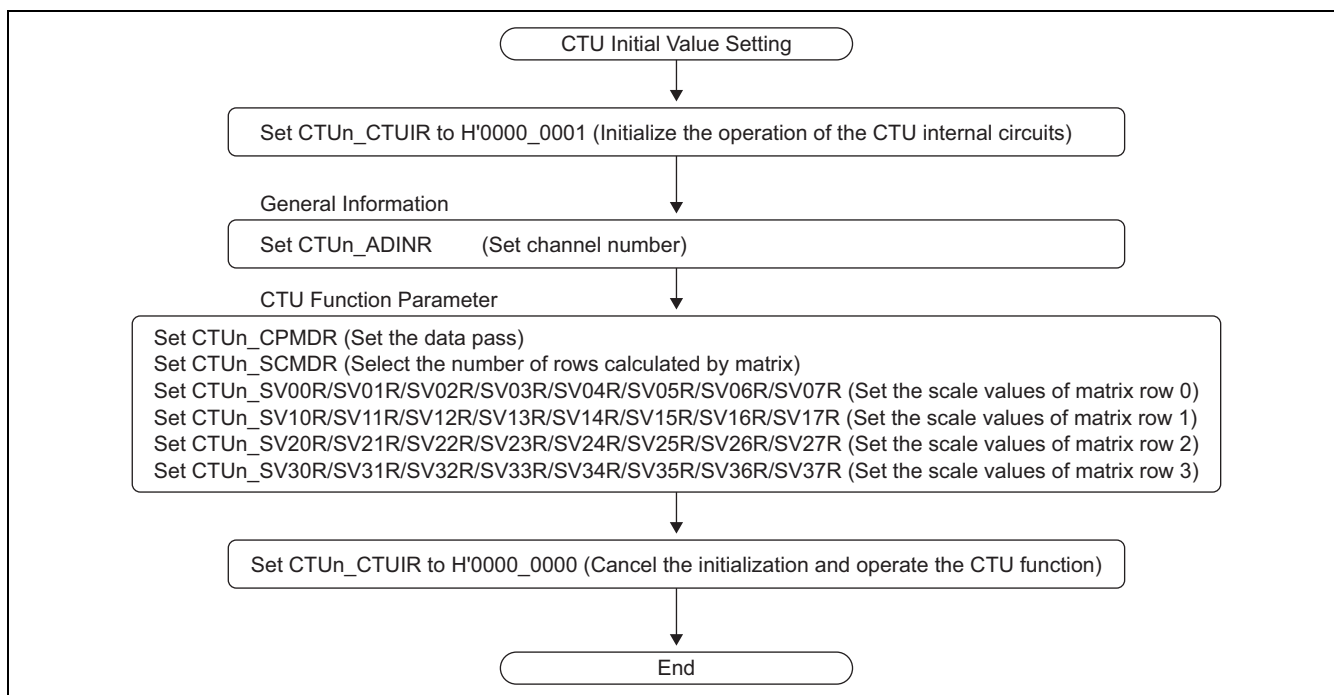 CTU Initial Value Setting
Set CTUn_CTUIR to H'0000_0001 (Initialize the operation of the CTU internal circuits)
General Information
Set CTUn_ADINR (Set channel number)
CTU Function Parameter
Set CTUn_CPMDR (Set the data pass)
Set CTUn_SCMDR (Select the number of rows calculated by matrix)
Set CTUn_SV00R/SV01R/SV02R/SV03R/SV04R/SV05R/SV06R/SV07R (Set the scale values of matrix row 0)
Set CTUn_SV10R/SV11R/SV12R/SV13R/SV14R/SV15R/SV16R/SV17R (Set the scale values of matrix row 1)
Set CTUn_SV20R/SV21R/SV22R/SV23R/SV24R/SV25R/SV26R/SV27R (Set the scale values of matrix row 2)
Set CTUn_SV30R/SV31R/SV32R/SV33R/SV34R/SV35R/SV36R/SV37R (Set the scale values of matrix row 3)
Set CTUn_CTUIR to H'0000_0000 (Cancel the initialization and operate the CTU function)
End